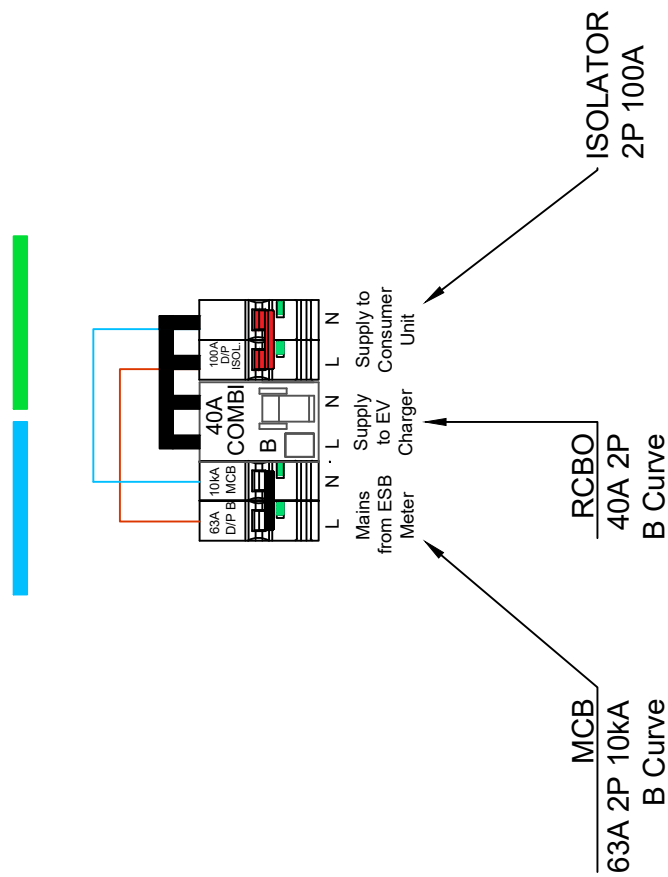 63A
D/P B
10kA
MCB
40A
COMBI
B
100A
D/P
ISOL.
L
N
.
L
N
L
N
Mains
from ESB
Meter
Supply
to EV
Charger
Supply to
Consumer
Unit
MCB
63A 2P 10kA
B Curve
RCBO
40A 2P
B Curve
ISOLATOR
2P 100A